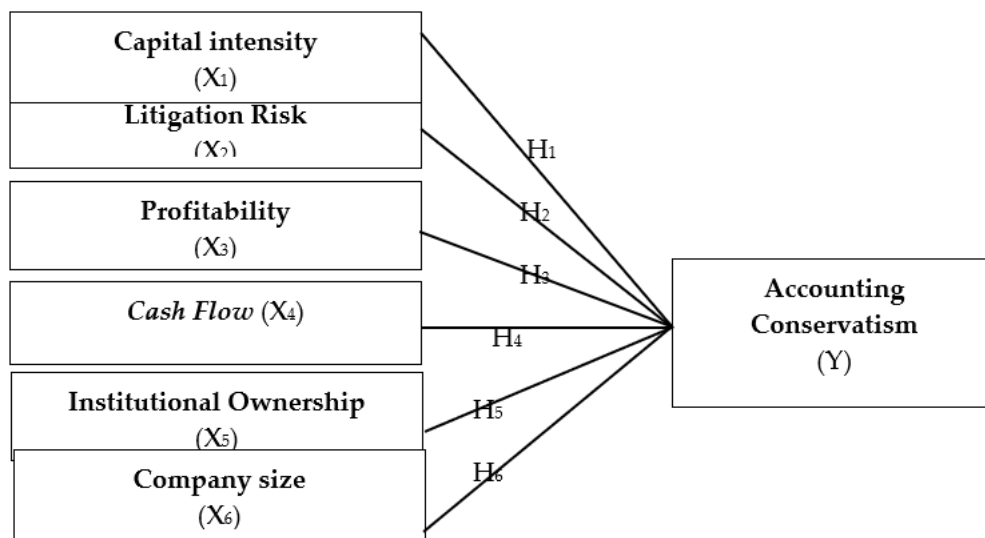 Capital intensity
(X₁)
Litigation Risk
(X₂)
Profitability
(X₃)
Cash Flow (X₄)
Institutional Ownership
(X₅)
Company size
(X₆)
H₁
H₂
H₃
H₄
H₅
H₆
Accounting
Conservatism
(Y)